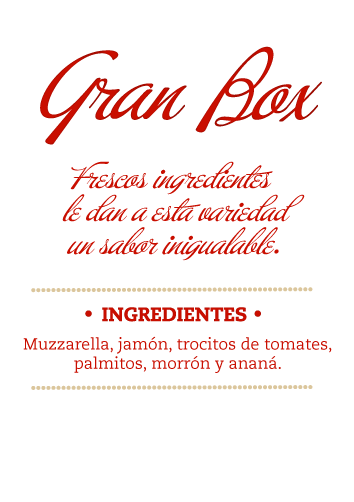 Gran Box
Frescos ingredientes
le dan a esta variedad
un sabor inigualable.
• INGREDIENTES •
Muzzarella, jamón, trocitos de tomates,
palmitos, morrón y ananá.